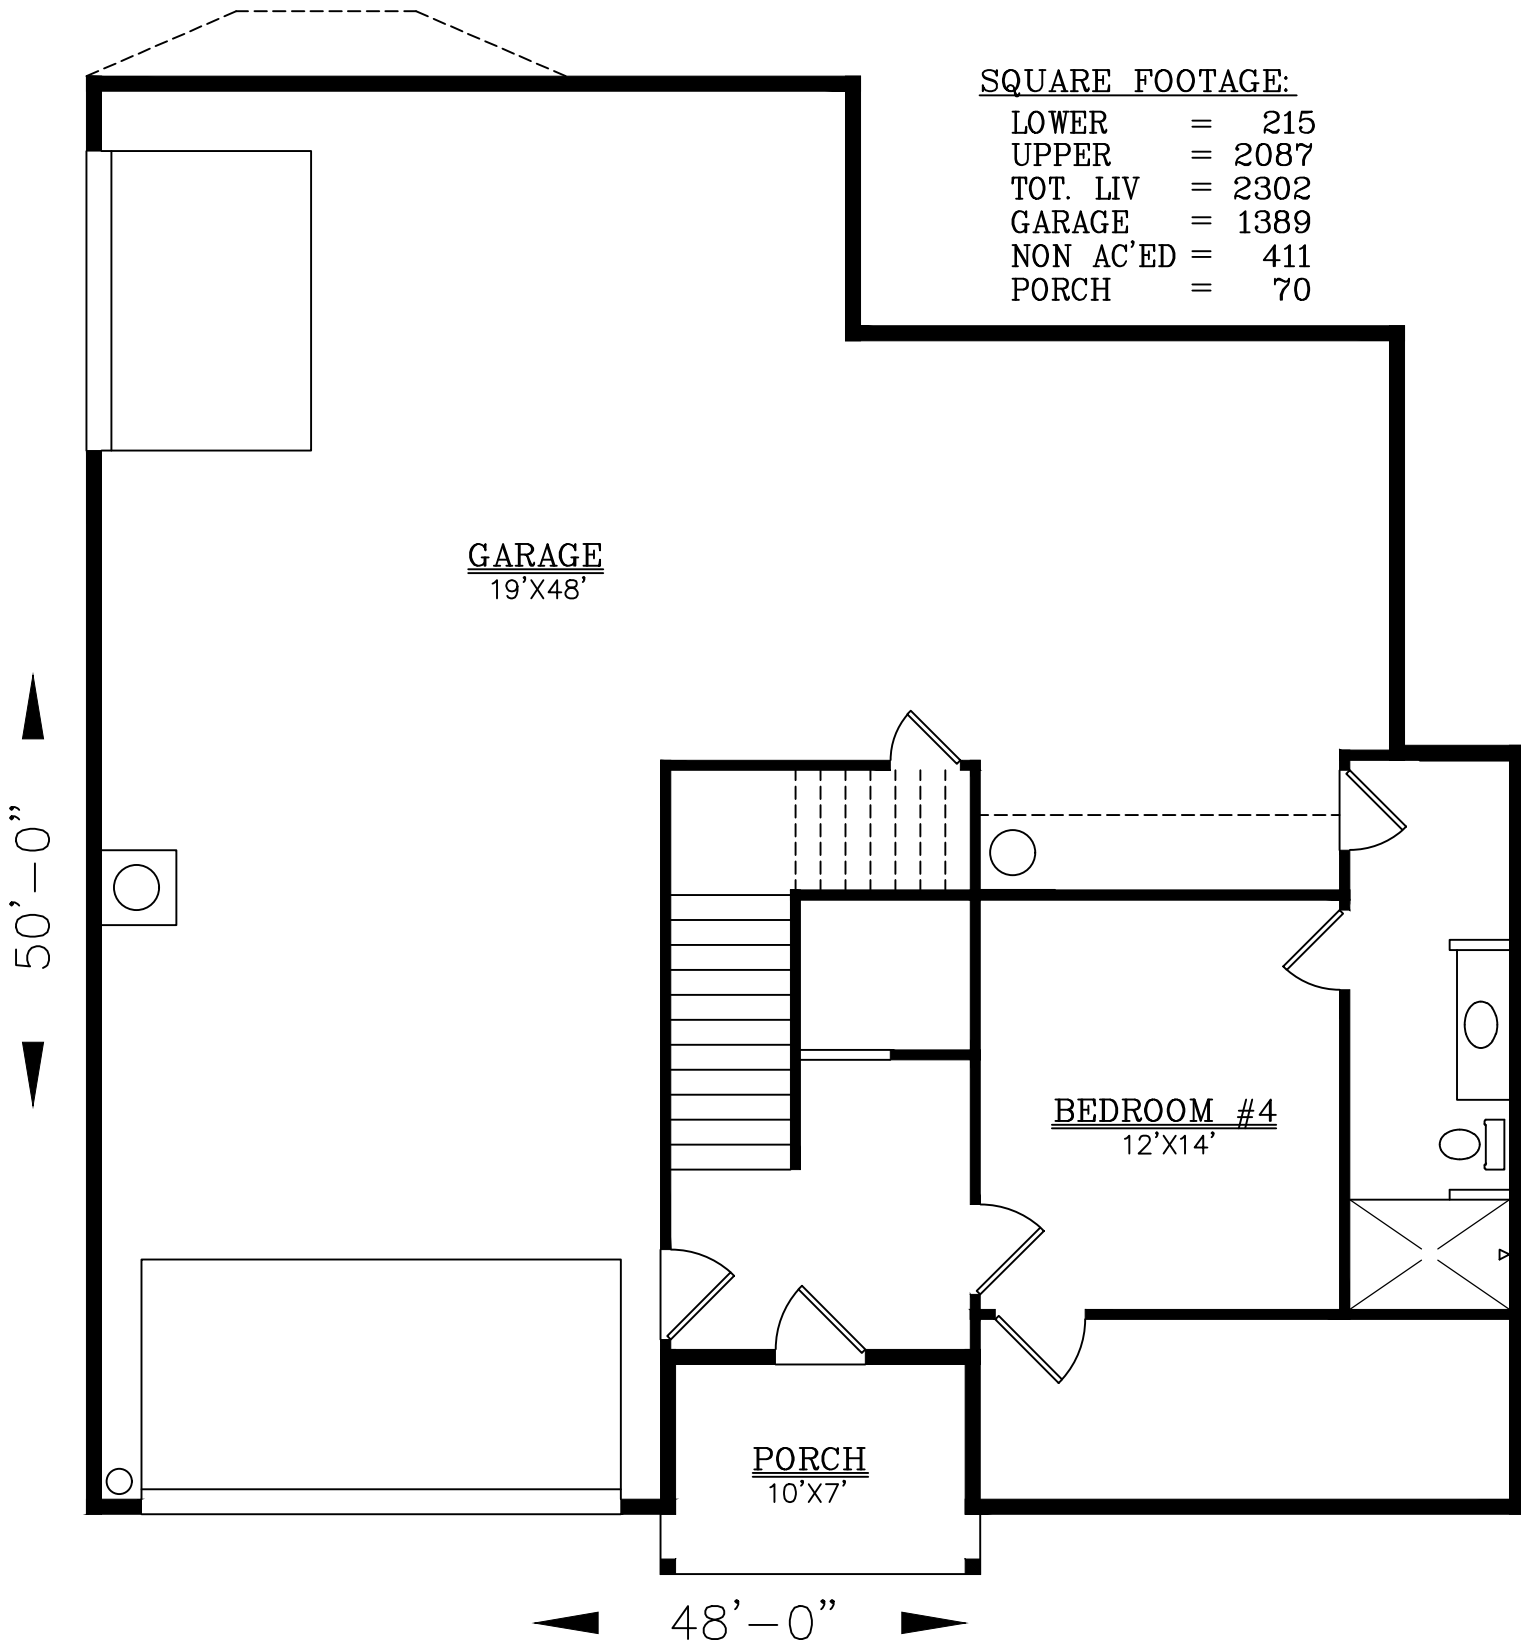 SQUARE FOOTAGE:
LOWER = 215
UPPER = 2087
TOT. LIV = 2302
GARAGE = 1389
NON AC'ED = 411
PORCH = 70
GARAGE
19'X48'
50'-0"
BEDROOM #4
12'X14'
PORCH
10'X7'
48'-0"